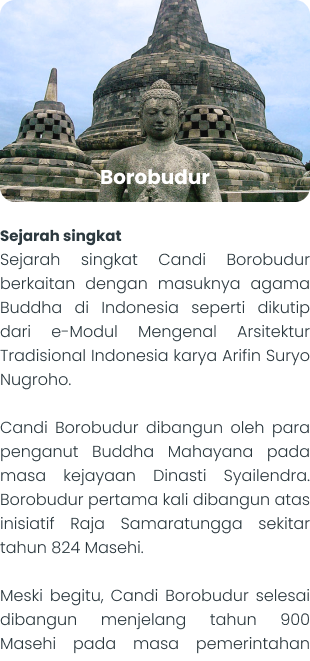 Borobudur
Sejarah singkat
Sejarah singkat Candi Borobudur
berkaitan dengan masuknya agama
Buddha di Indonesia seperti dikutip
dari e-Modul Mengenal Arsitektur
Tradisional Indonesia karya Arifin Suryo
Nugroho.
Candi Borobudur dibangun oleh para
penganut Buddha Mahayana pada
masa kejayaan Dinasti Syailendra.
Borobudur pertama kali dibangun atas
inisiatif Raja Samaratungga sekitar
tahun 824 Masehi.
Meski begitu, Candi Borobudur selesai
dibangun menjelang tahun 900
Masehi pada masa pemerintahan